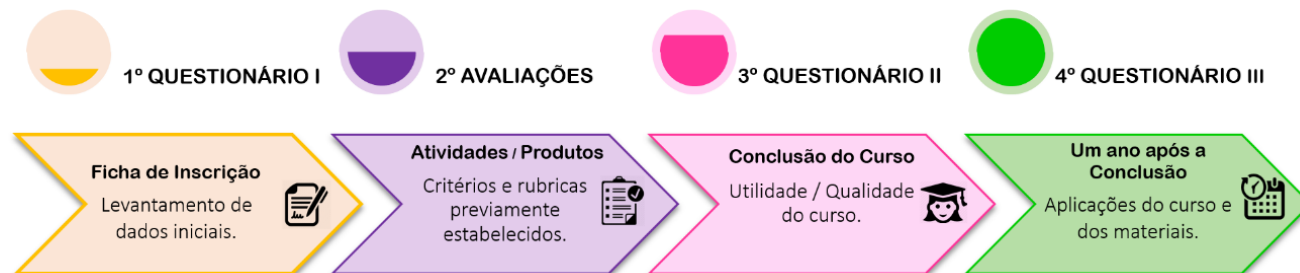 1º QUESTIONÁRIO I
2º AVALIAÇÕES
3º QUESTIONÁRIO II
4º QUESTIONÁRIO III
Ficha de Inscrição
Levantamento de
dados iniciais.
Atividades / Produtos
Critérios e rubricas
previamente
estabelecidos.
Conclusão do Curso
Utilidade / Qualidade
do curso.
Um ano após a
Conclusão
Aplicações do curso e
dos materiais.